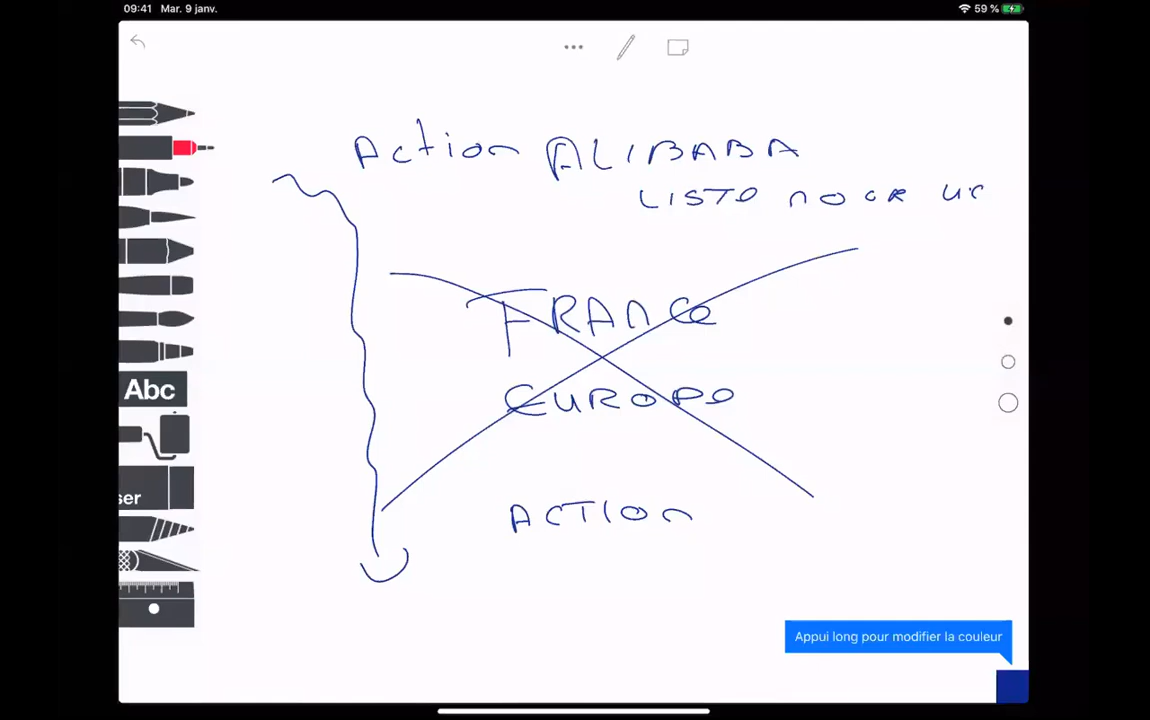 09:41 Mar. 9 janv. 59 %
Action ALIBABA
LISTE
FRANCE
EUROPE
Abc
ser
ACTION
Appui long pour modifier la couleur